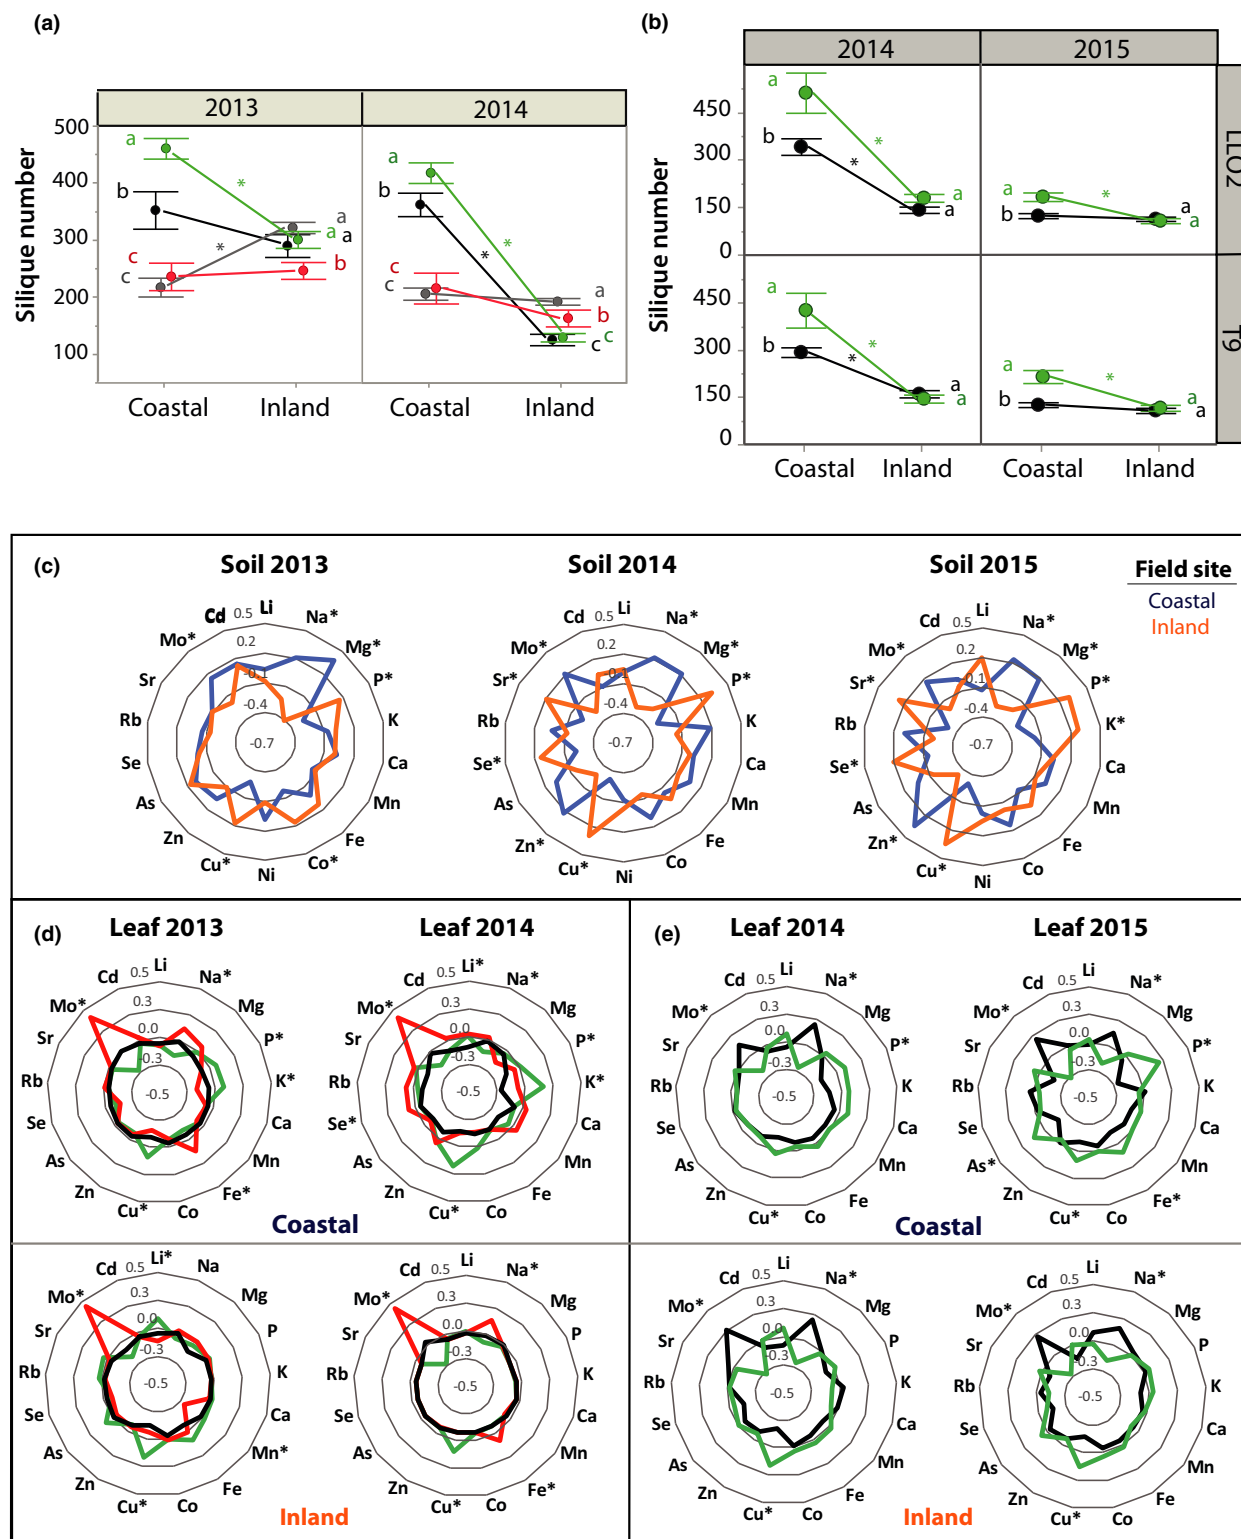 (a)
2013
2014
Silique number
500
400
300
200
100
a
b
c
c
*
*
a
a
a
b
a
b
c
c
*
*
a
b
c
c
Coastal
Inland
Coastal
Inland
(b)
2014
2015
LLO2
T9
Silique number
450
300
150
0
a
b
*
*
a
a
a
b
*
a
a
Silique number
450
300
150
0
a
b
*
*
a
a
a
b
*
a
a
Coastal
Inland
Coastal
Inland
(c)
Soil 2013
Soil 2014
Soil 2015
Field site
Coastal
Inland
0.5
0.2
-0.1
-0.4
-0.7
Li
Na*
Mg*
P*
K
Ca
Mn
Fe
Co*
Ni
Cu*
Zn
As
Se
Rb
Sr
Mo*
Cd
0.5
0.2
-0.1
-0.4
-0.7
Li
Na*
Mg*
P*
K
Ca
Mn
Fe
Co
Ni
Cu*
Zn*
As
Se*
Rb
Sr*
Mo*
Cd
0.5
0.2
-0.1
-0.4
-0.7
Li
Na*
Mg*
P*
K*
Ca
Mn
Fe
Co
Ni
Cu*
Zn*
As
Se*
Rb
Sr*
Mo*
Cd
(d)
Leaf 2013
Leaf 2014
0.5
0.3
0.0
-0.3
-0.5
Li
Na*
Mg
P*
K*
Ca
Mn
Fe*
Co
Cu*
Zn
As
Se
Rb
Sr
Mo*
Cd
0.5
0.3
0.0
-0.3
-0.5
Li*
Na*
Mg
P*
K*
Ca
Mn
Fe
Co
Cu*
Zn
As
Se*
Rb
Sr
Mo*
Cd
Coastal
0.5
0.3
0.0
-0.3
-0.5
Li*
Na
Mg
P
K
Ca
Mn*
Fe
Co
Cu*
Zn
As
Se
Rb
Sr
Mo*
Cd
0.5
0.3
0.0
-0.3
-0.5
Li
Na*
Mg
P
K
Ca
Mn
Fe*
Co
Cu*
Zn
As
Se
Rb
Sr
Mo*
Cd
Inland
(e)
Leaf 2014
Leaf 2015
0.5
0.3
0.0
-0.3
-0.5
Li
Na*
Mg
P*
K
Ca
Mn
Fe
Co
Cu*
Zn
As
Se
Rb
Sr
Mo*
Cd
0.5
0.3
0.0
-0.3
-0.5
Li
Na*
Mg
P*
K
Ca
Mn
Fe*
Co
Cu*
Zn
As*
Se
Rb
Sr
Mo*
Cd
Coastal
0.5
0.3
0.0
-0.3
-0.5
Li
Na*
Mg
P
K
Ca
Mn
Fe
Co
Cu*
Zn
As
Se
Rb
Sr
Mo*
Cd
0.5
0.3
0.0
-0.3
-0.5
Li
Na*
Mg
P
K
Ca
Mn
Fe
Co
Cu*
Zn
As
Se
Rb
Sr
Mo*
Cd
Inland